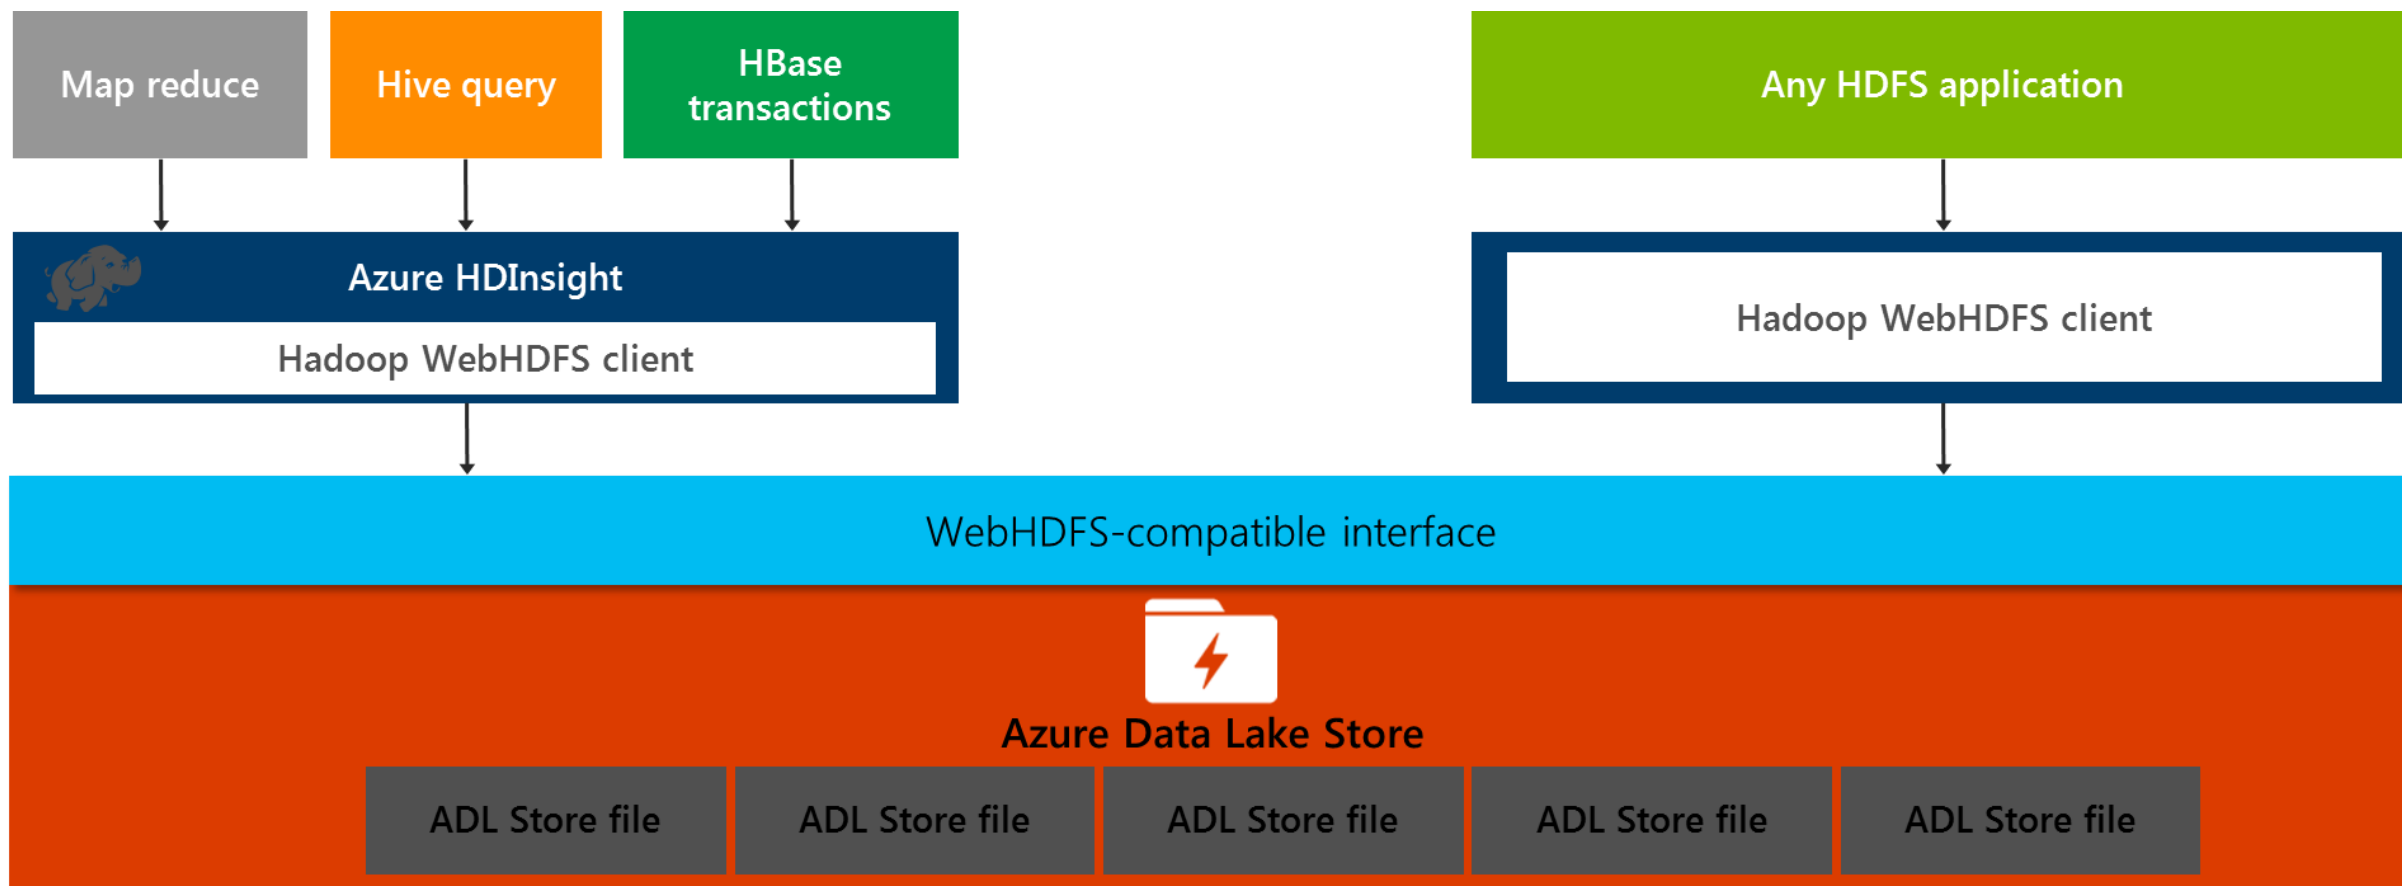 Map reduce
Hive query
HBase
transactions
Any HDFS application
Azure HDInsight
Hadoop WebHDFS client
Hadoop WebHDFS client
WebHDFS-compatible interface
Azure Data Lake Store
ADL Store file
ADL Store file
ADL Store file
ADL Store file
ADL Store file